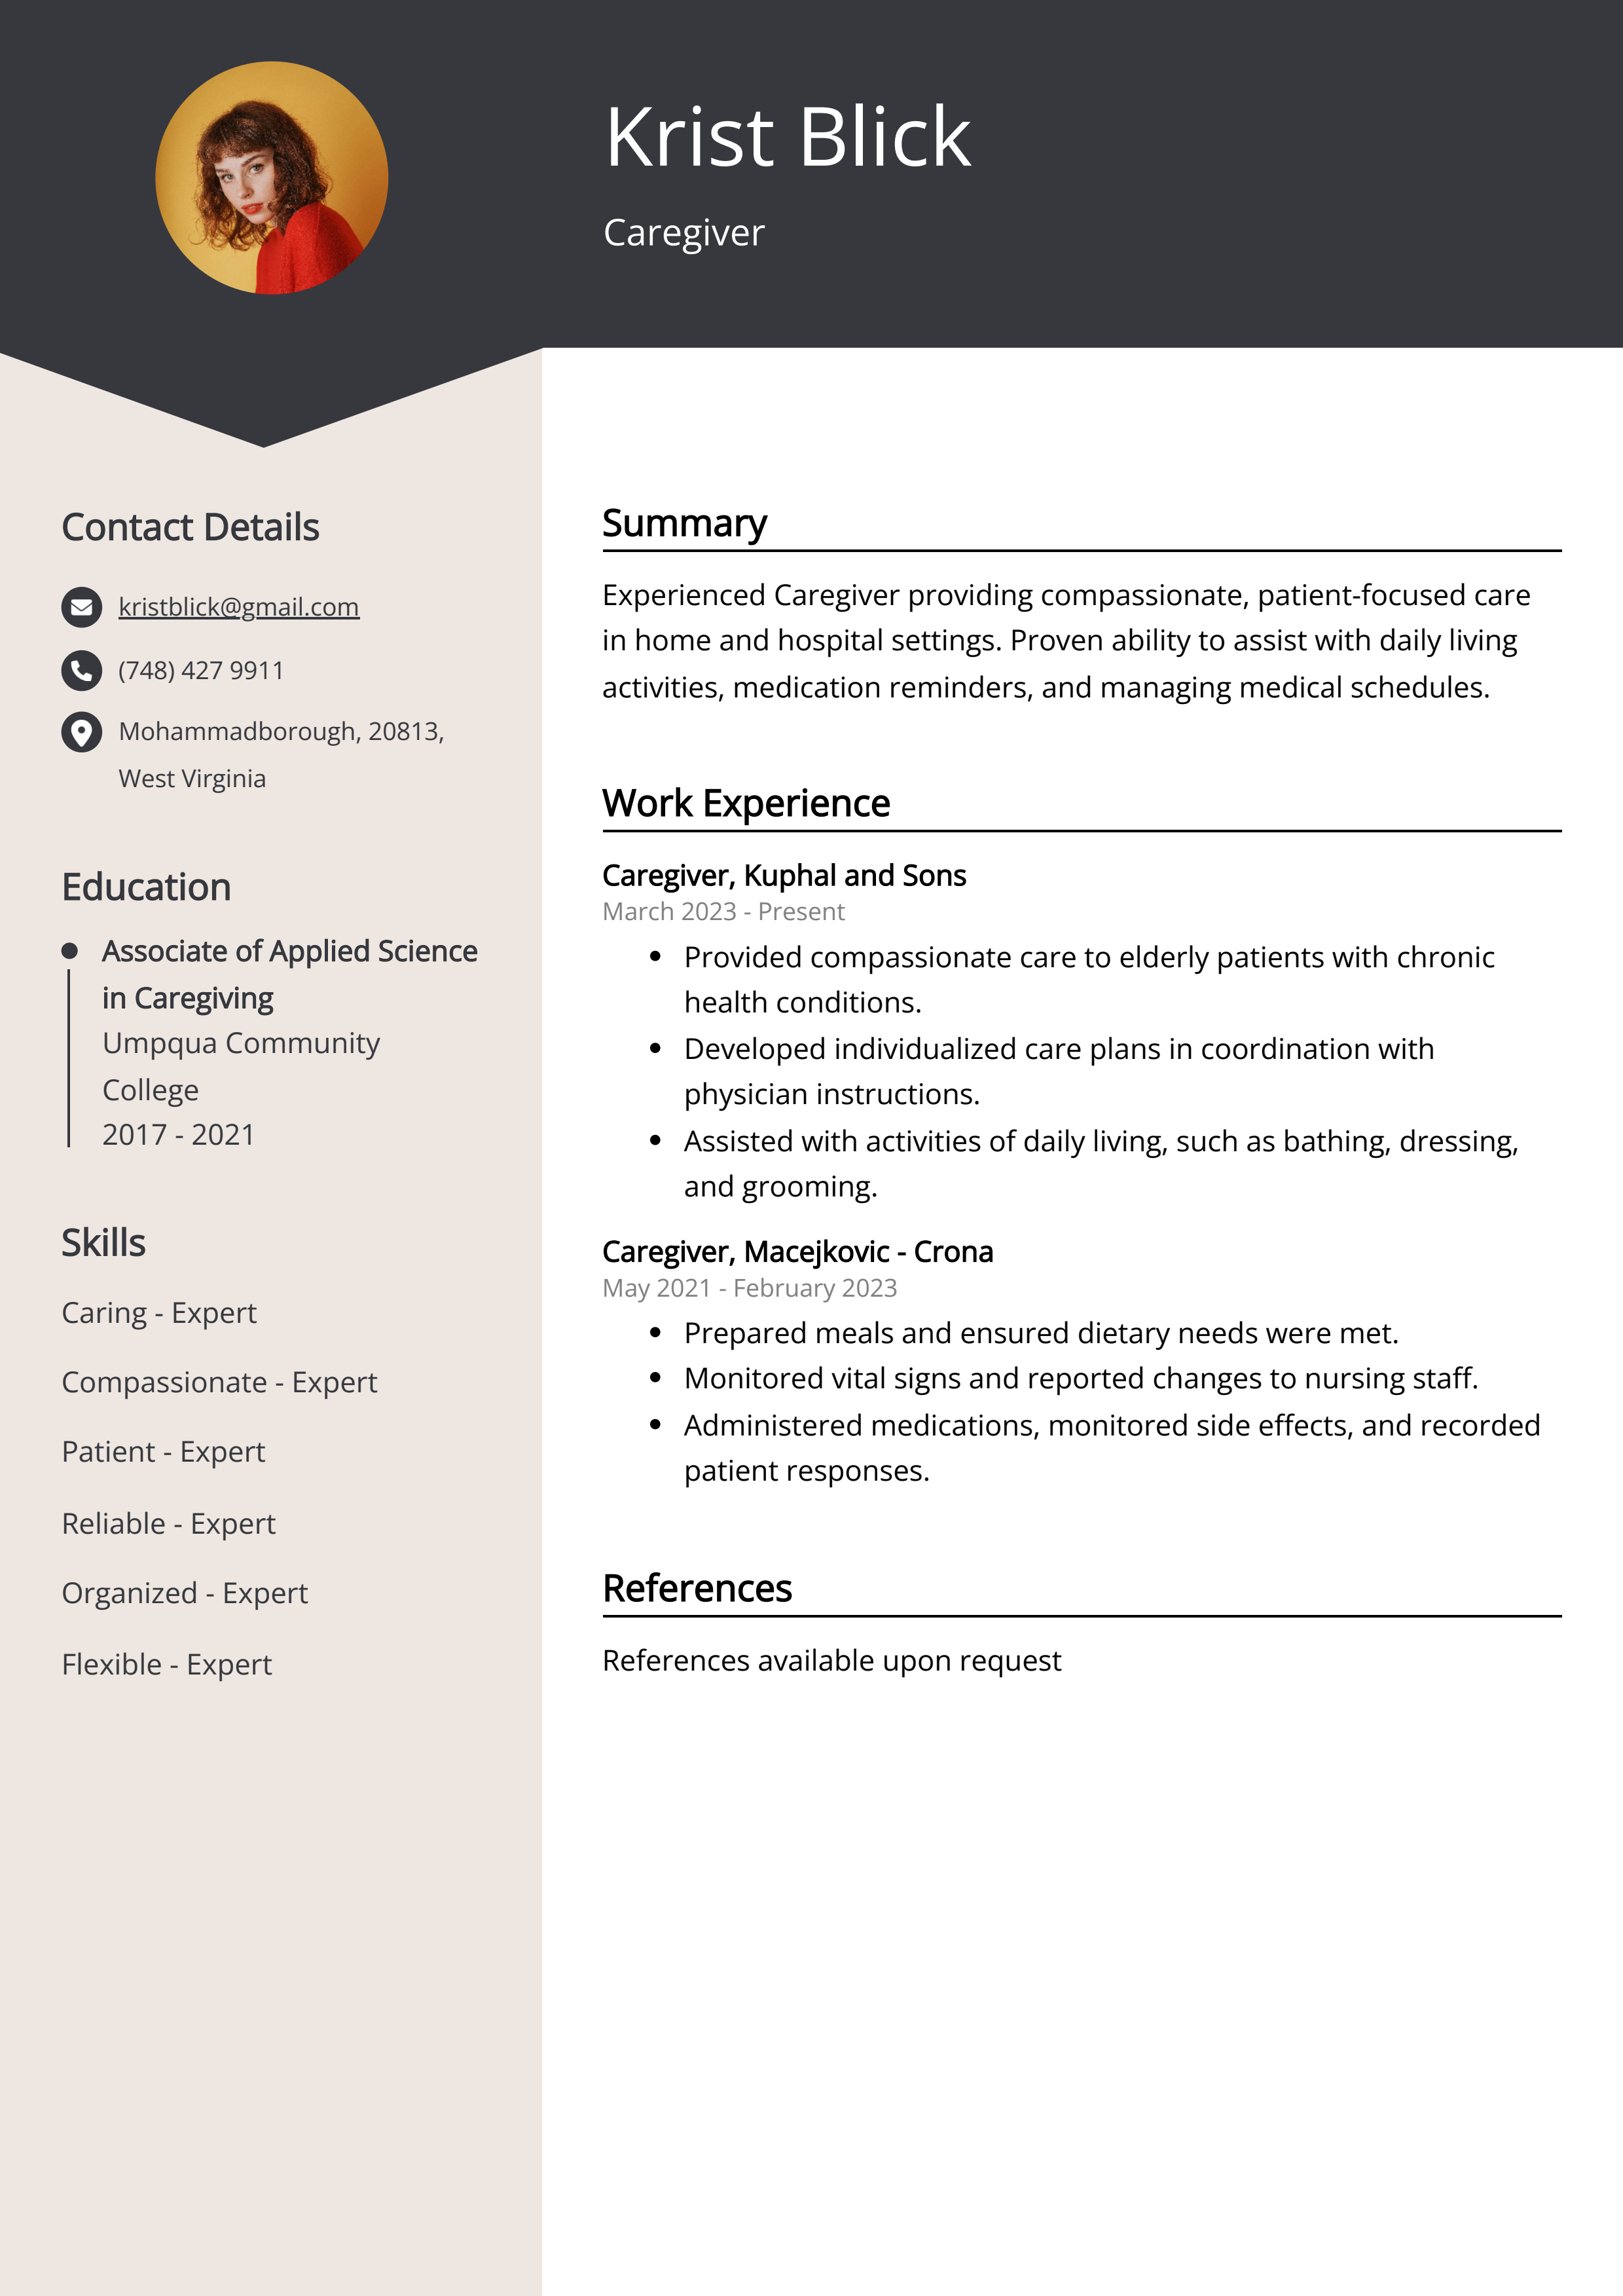 Krist Blick
Caregiver
Contact Details
kristblick@gmail.com
(748) 427 9911
Mohammadborough, 20813,
West Virginia
Education
Associate of Applied Science
in Caregiving
Umpqua Community
College
2017 - 2021
Skills
Caring - Expert
Compassionate - Expert
Patient - Expert
Reliable - Expert
Organized - Expert
Flexible - Expert
Summary
Experienced Caregiver providing compassionate, patient-focused care
in home and hospital settings. Proven ability to assist with daily living
activities, medication reminders, and managing medical schedules.
Work Experience
Caregiver, Kuphal and Sons
March 2023 - Present
• Provided compassionate care to elderly patients with chronic
health conditions.
• Developed individualized care plans in coordination with
physician instructions.
• Assisted with activities of daily living, such as bathing, dressing,
and grooming.
Caregiver, Macejkovic - Crona
May 2021 - February 2023
• Prepared meals and ensured dietary needs were met.
• Monitored vital signs and reported changes to nursing staff.
• Administered medications, monitored side effects, and recorded
patient responses.
References
References available upon request